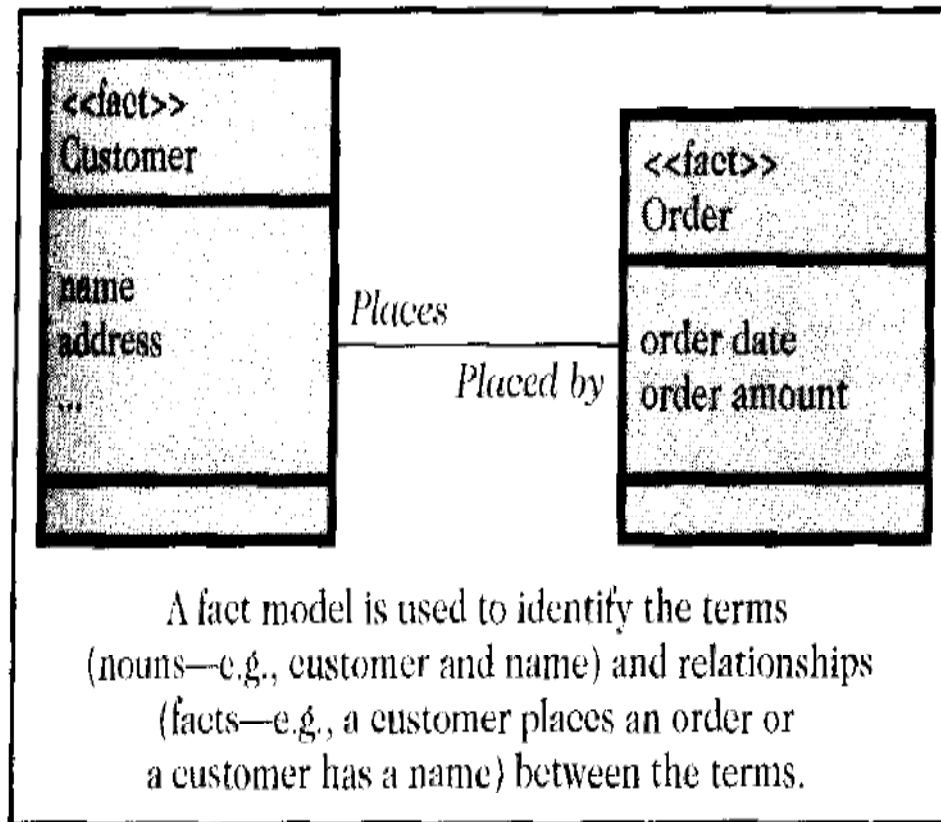 <<fact>>
Customer
name
address
...
Places
Placed by
<<fact>>
Order
order date
order amount
A fact model is used to identify the terms
(nouns—e.g., customer and name) and relationships
(facts—e.g., a customer places an order or
a customer has a name) between the terms.